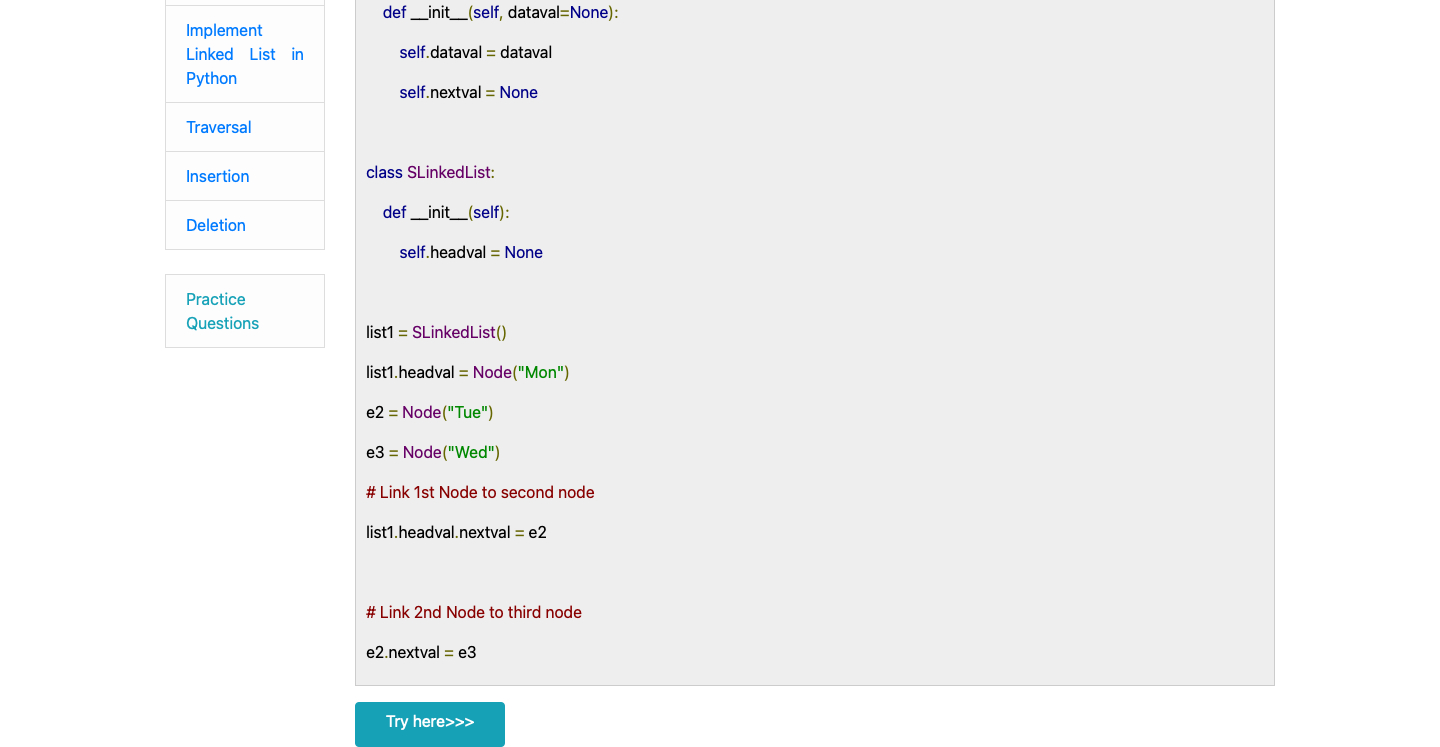 Implement
Linked List in
Python
Traversal
Insertion
Deletion
Practice
Questions
def __init__(self, dataval=None):
self.dataval = dataval
self.nextval = None
class SLinkedList:
def __init__(self):
self.headval = None
list1 = SLinkedList()
list1.headval = Node("Mon")
e2 = Node("Tue")
e3 = Node("Wed")
# Link 1st Node to second node
list1.headval.nextval = e2
# Link 2nd Node to third node
e2.nextval = e3
Try here>>>